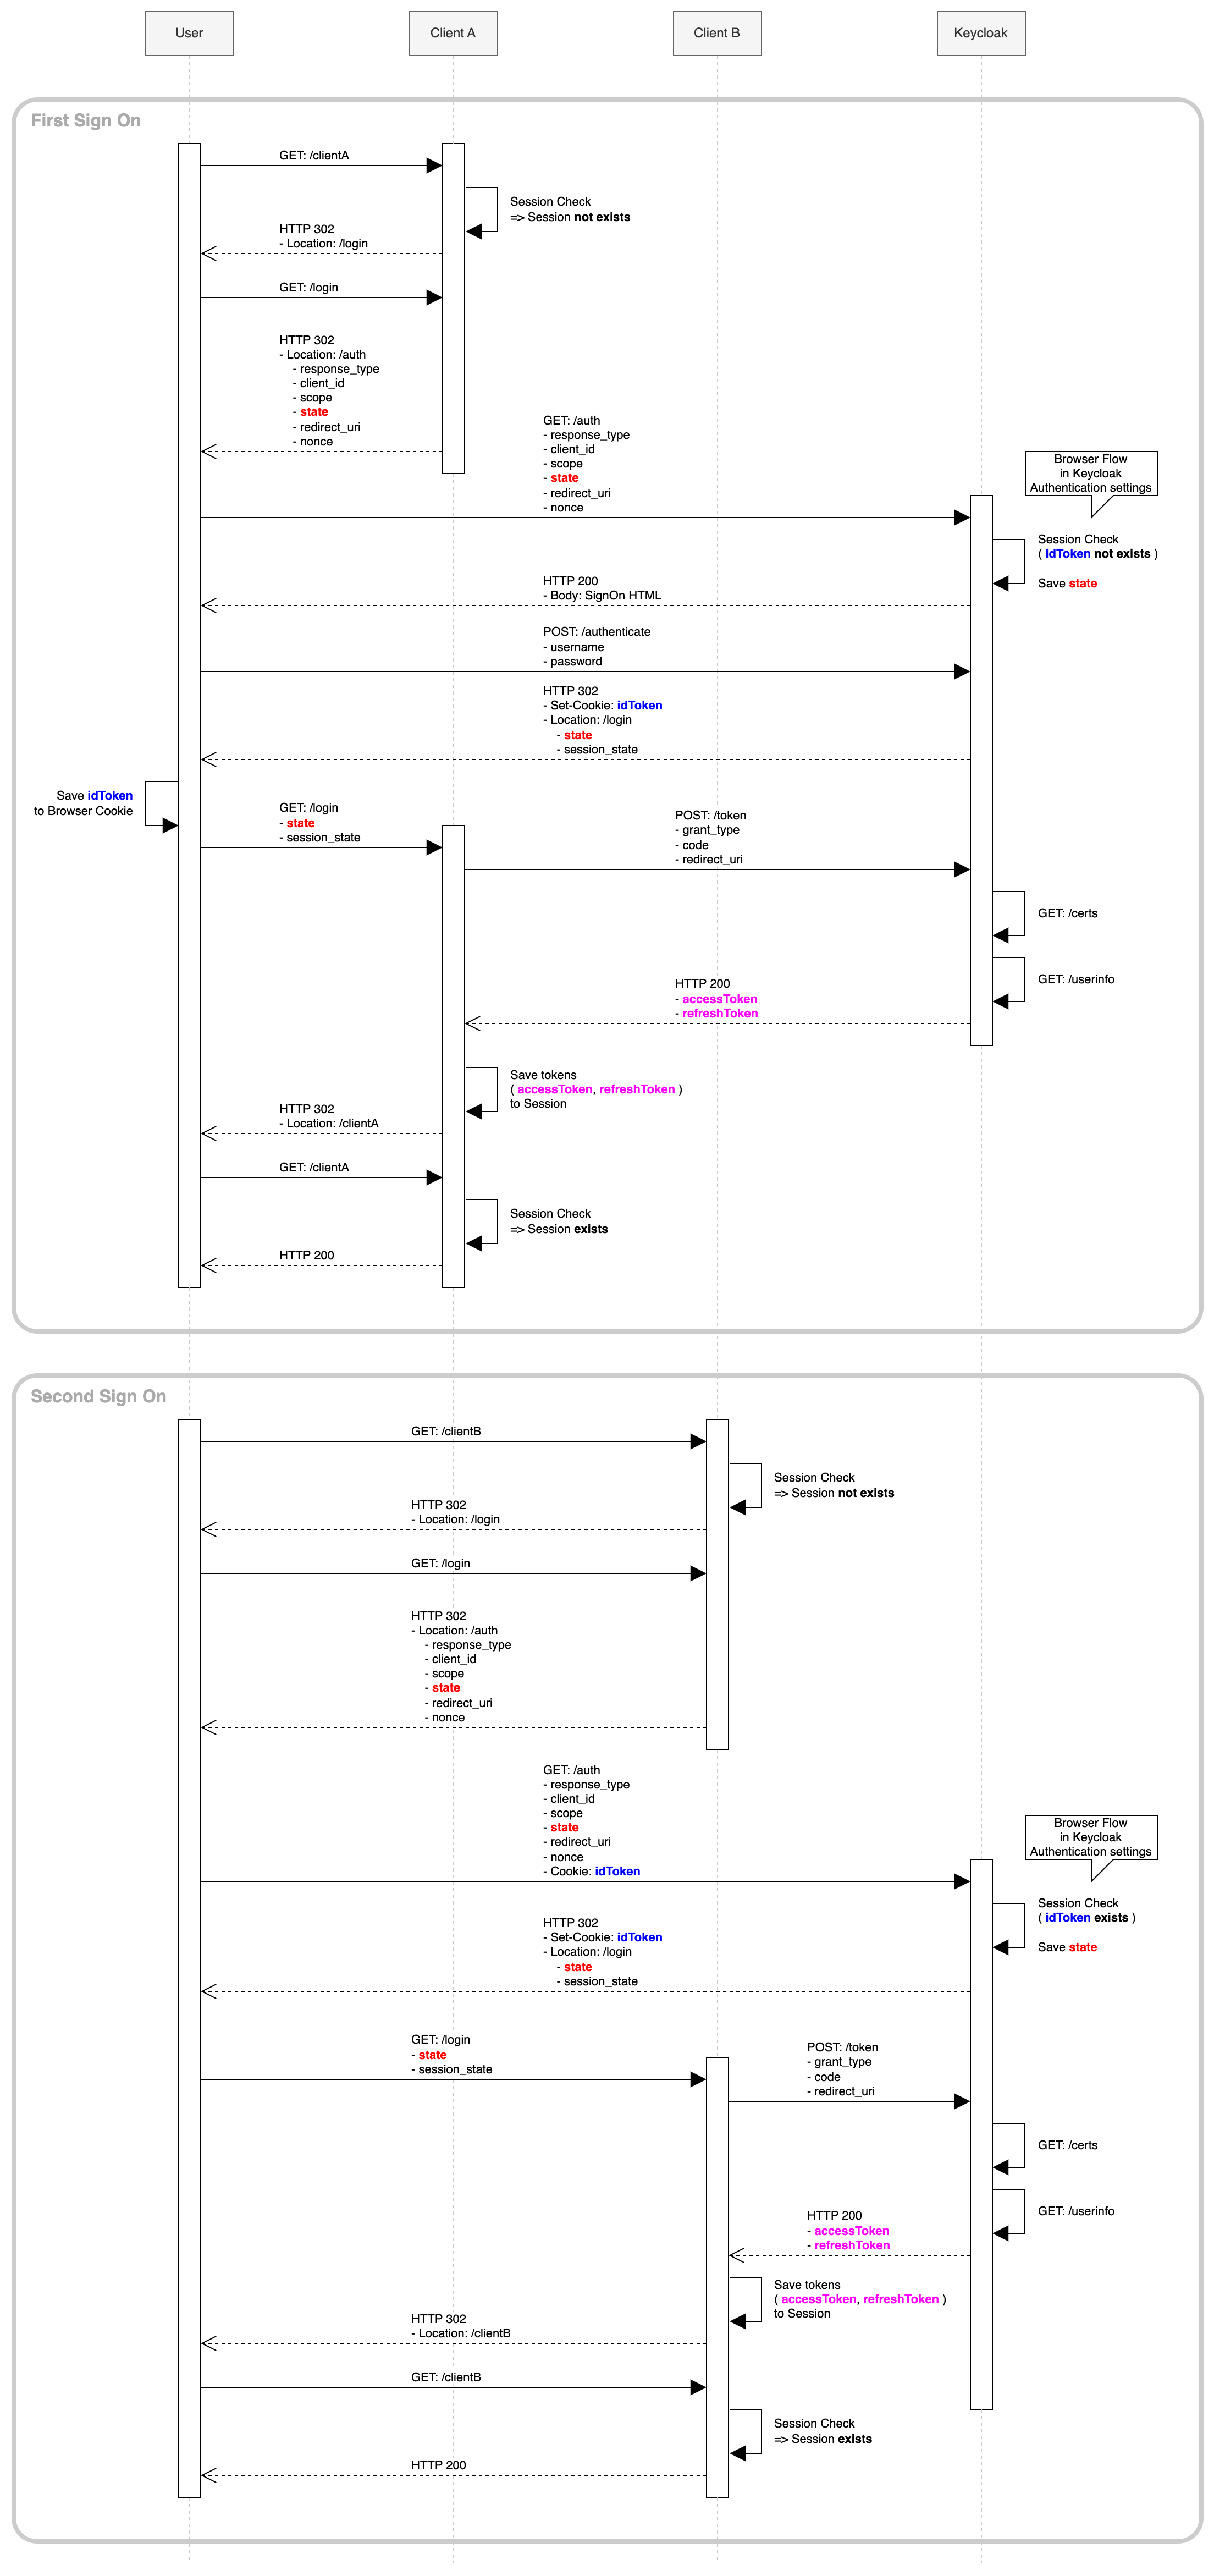 User
Client A
Client B
Keycloak
First Sign On
GET: /clientA
Session Check
=> Session not exists
HTTP 302
- Location: /login
GET: /login
HTTP 302
- Location: /auth
- response_type
- client_id
- scope
- state
- redirect_uri
- nonce
GET: /auth
- response_type
- client_id
- scope
- state
- redirect_uri
- nonce
Browser Flow
in Keycloak
Authentication settings
Session Check
( idToken not exists )
Save state
HTTP 200
- Body: SignOn HTML
POST: /authenticate
- username
- password
HTTP 302
- Set-Cookie: idToken
- Location: /login
- state
- session_state
Save idToken
to Browser Cookie
GET: /login
- state
- session_state
POST: /token
- grant_type
- code
- redirect_uri
GET: /certs
GET: /userinfo
HTTP 200
- accessToken
- refreshToken
Save tokens
( accessToken, refreshToken )
to Session
HTTP 302
- Location: /clientA
GET: /clientA
Session Check
=> Session exists
HTTP 200
Second Sign On
GET: /clientB
Session Check
=> Session not exists
HTTP 302
- Location: /login
GET: /login
HTTP 302
- Location: /auth
- response_type
- client_id
- scope
- state
- redirect_uri
- nonce
GET: /auth
- response_type
- client_id
- scope
- state
- redirect_uri
- nonce
- Cookie: idToken
Browser Flow
in Keycloak
Authentication settings
Session Check
( idToken exists )
Save state
HTTP 302
- Set-Cookie: idToken
- Location: /login
- state
- session_state
GET: /login
- state
- session_state
POST: /token
- grant_type
- code
- redirect_uri
GET: /certs
GET: /userinfo
HTTP 200
- accessToken
- refreshToken
Save tokens
( accessToken, refreshToken )
to Session
HTTP 302
- Location: /clientB
GET: /clientB
Session Check
=> Session exists
HTTP 200